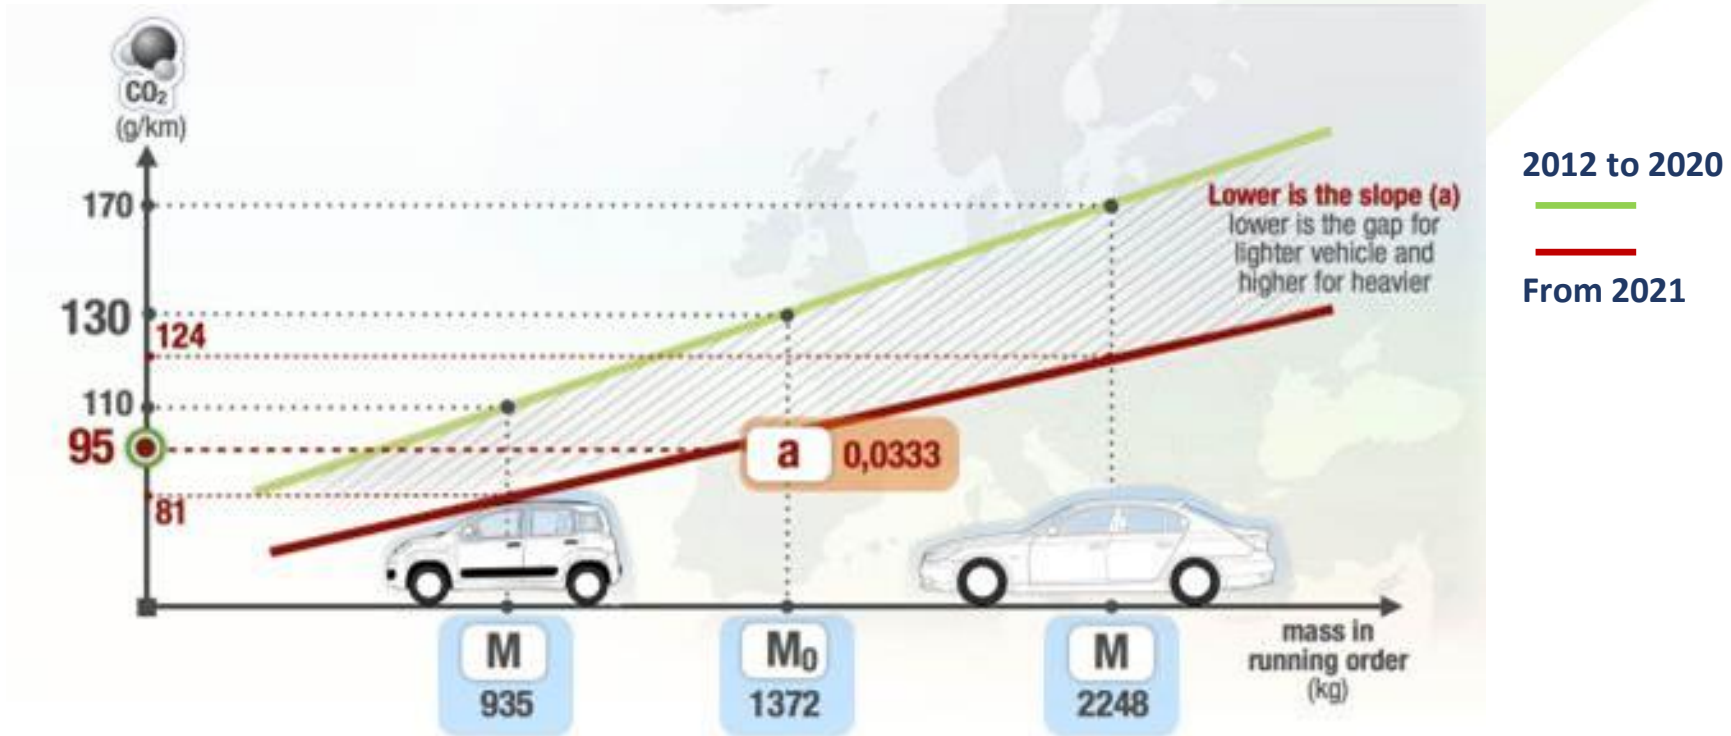 CO₂
(g/km)
170
130
124
110
95
81
a 0,0333
Lower is the slope (a)
lower is the gap for
lighter vehicle and
higher for heavier
2012 to 2020
From 2021
M
935
M₀
1372
M
2248
mass in
running order
(kg)